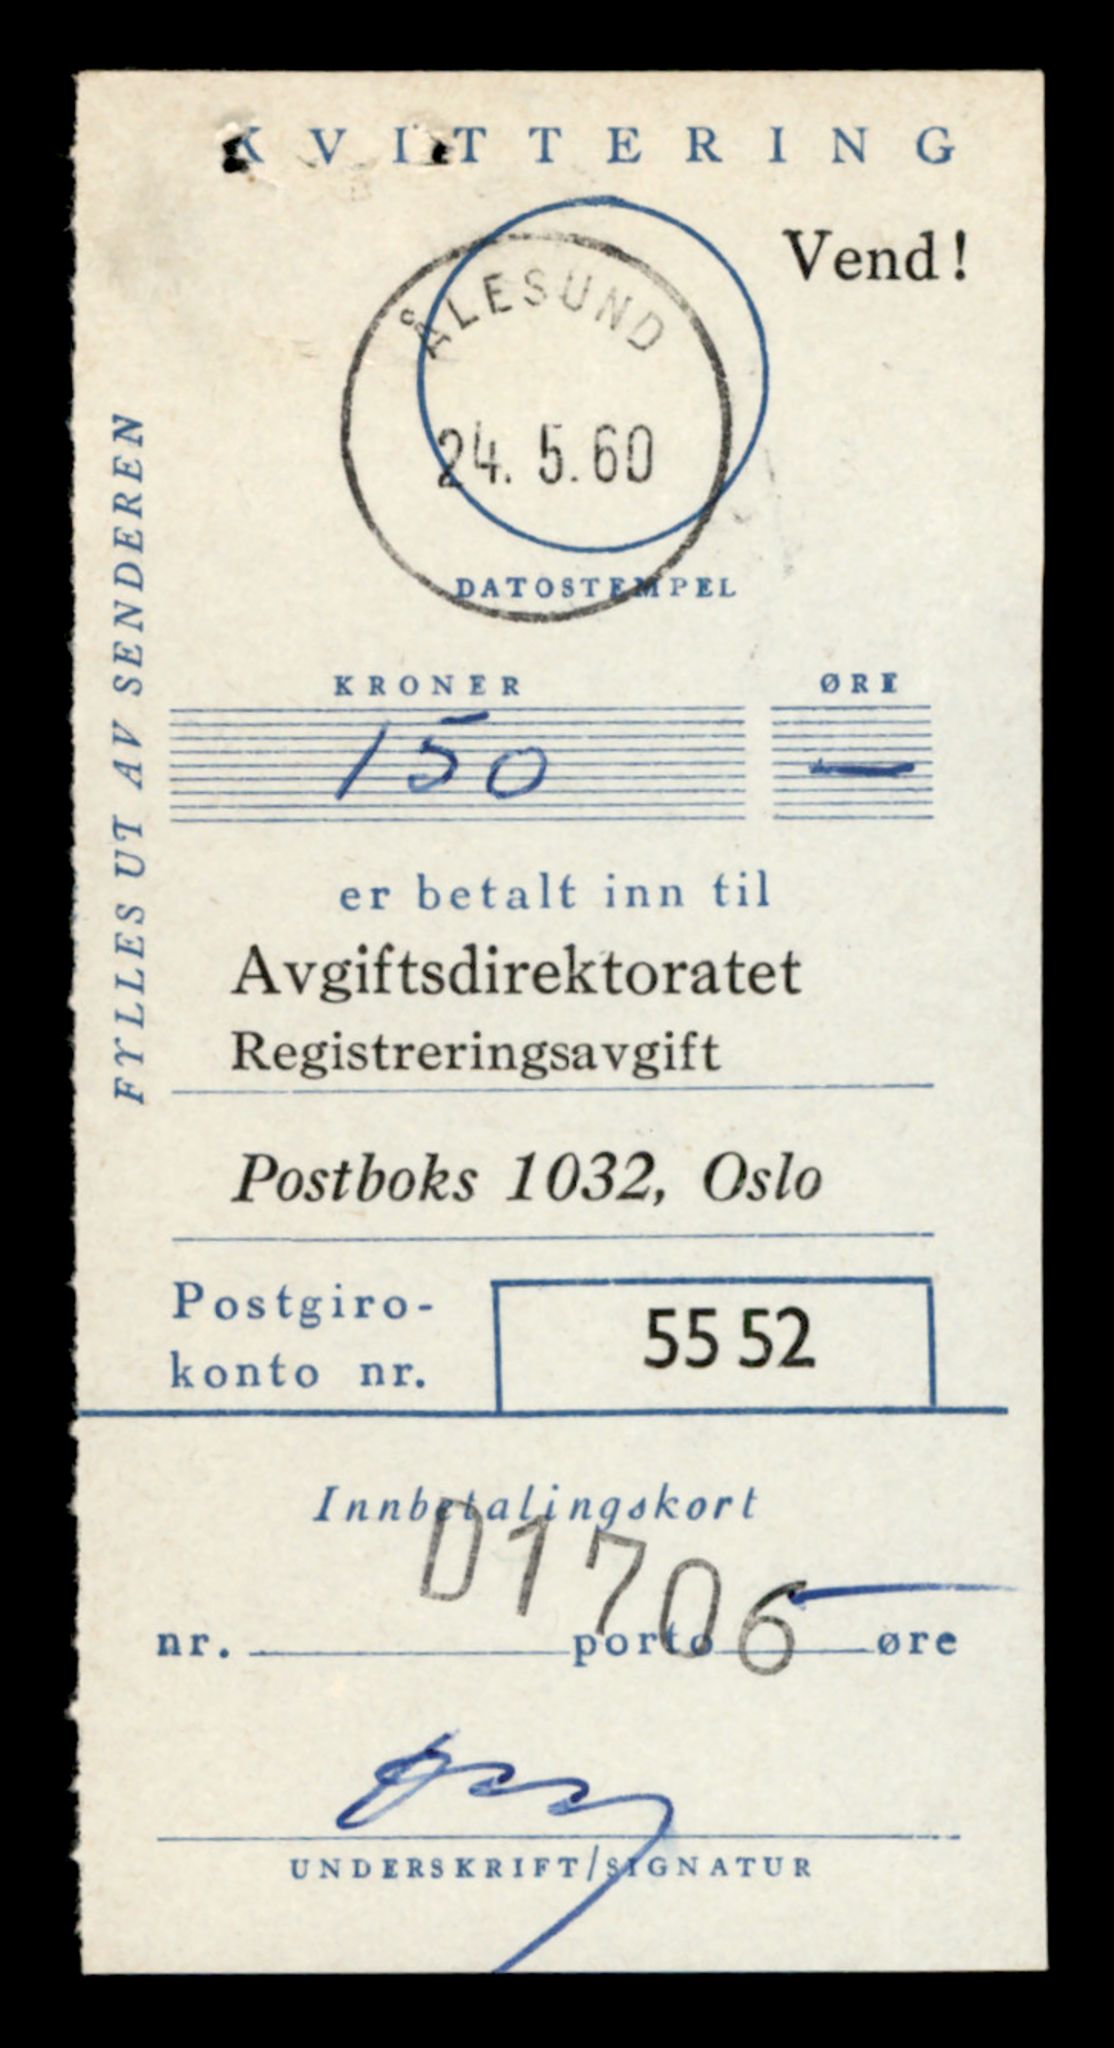 KVITTERING
Vend!
ÅLESUND
24. 5. 60
DATOSTEMPEL
FYLLES UT AV SENDEREN
KRONER ØRE
150 —
er betalt inn til
Avgiftsdirektoratet
Registreringsavgift
Postboks 1032, Oslo
Postgiro-
konto nr.
55 52
Innbetalingskort
D1706
nr. porto øre
UNDERSKRIFT/SIGNATUR